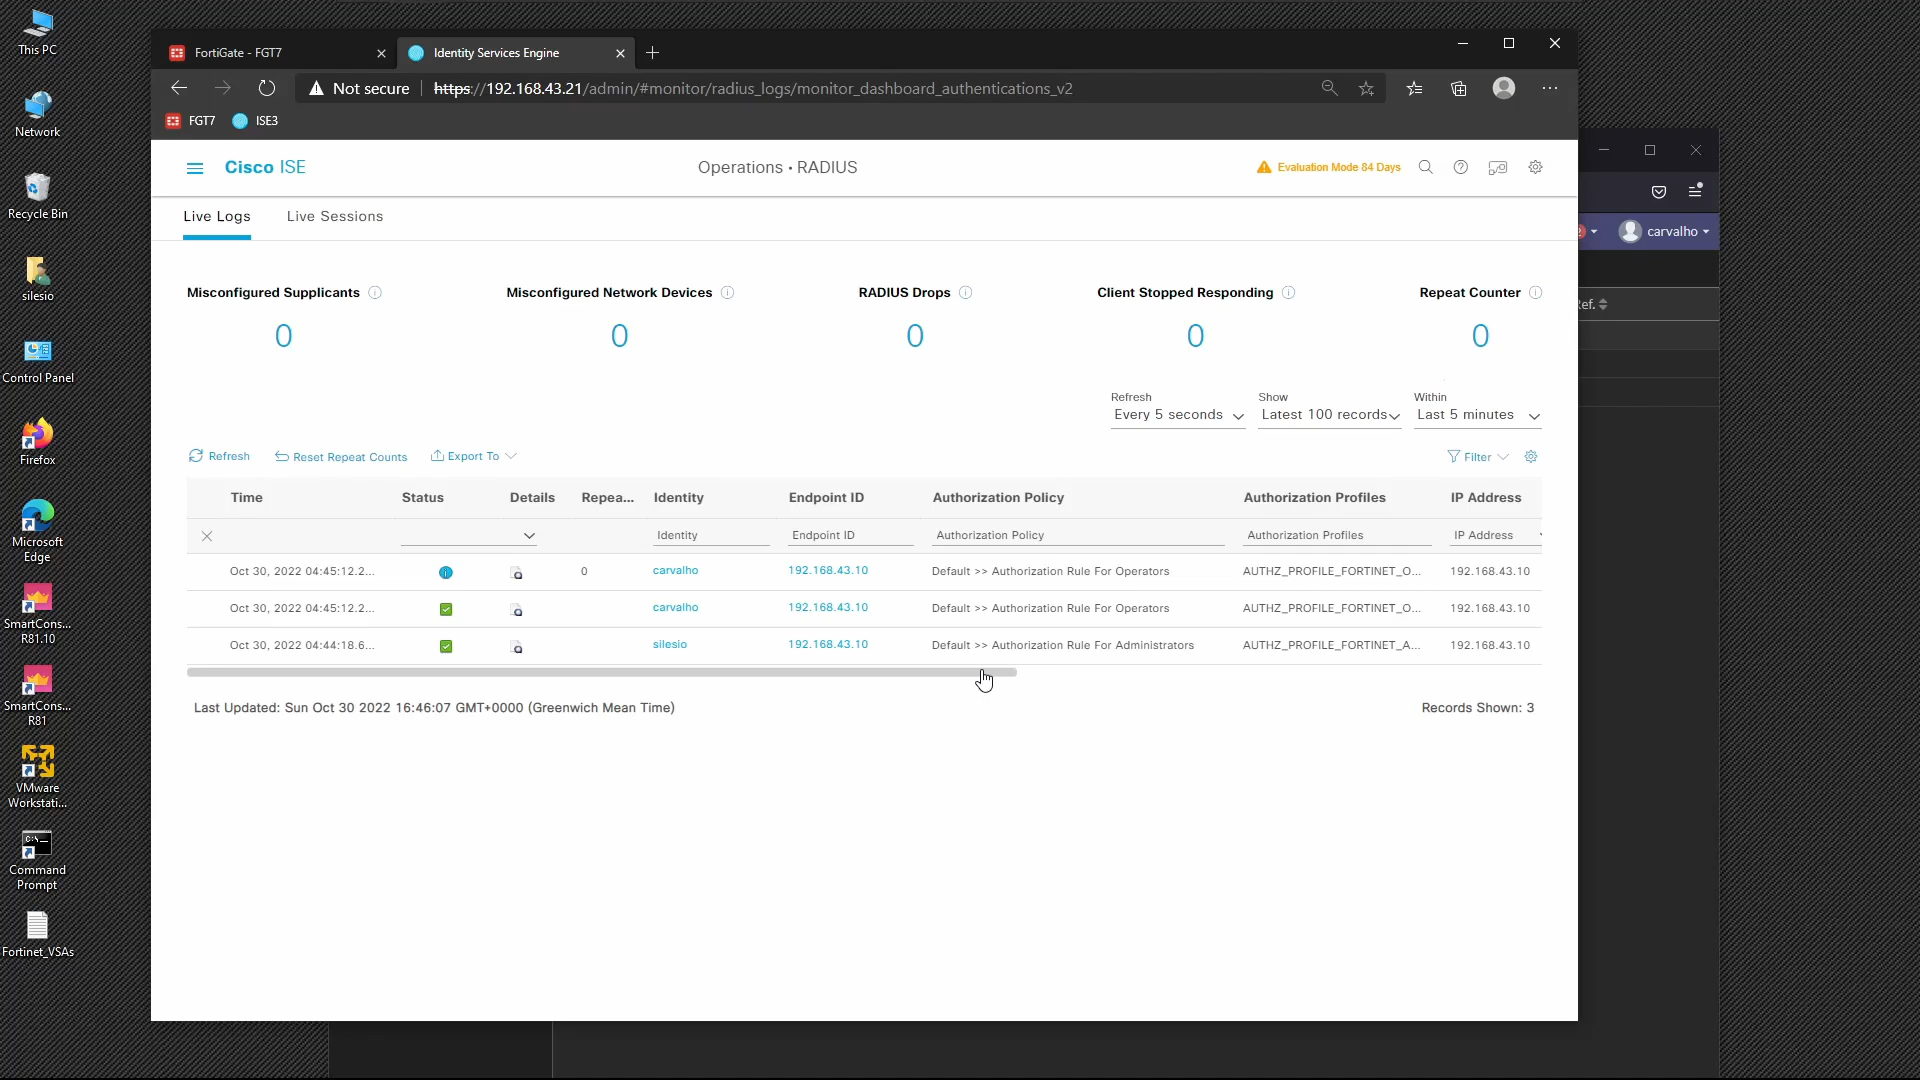 This PC
Network
Recycle Bin
silesio
Control Panel
Firefox
Microsoft
Edge
SmartCons...
R81.10
SmartCons...
R81
VMware
Workstati...
Command
Prompt
Fortinet_VSAs
FortiGate - FGT7
Identity Services Engine
Not secure
https://192.168.43.21/admin/#monitor/radius_logs/monitor_dashboard_authentications_v2
FGT7
ISE3
Cisco ISE
Operations • RADIUS
Evaluation Mode 84 Days
Live Logs
Live Sessions
carvalho
Misconfigured Supplicants
Misconfigured Network Devices
RADIUS Drops
Client Stopped Responding
Repeat Counter
0 0 0 0 0
Refresh Show Within
Every 5 seconds Latest 100 records Last 5 minutes
Refresh Reset Repeat Counts Export To Filter
Time Status Details Repea... Identity Endpoint ID Authorization Policy Authorization Profiles IP Address
Identity Endpoint ID Authorization Policy Authorization Profiles IP Address
Oct 30, 2022 04:45:12.2... 0 carvalho 192.168.43.10 Default >> Authorization Rule For Operators AUTHZ_PROFILE_FORTINET_O... 192.168.43.10
Oct 30, 2022 04:45:12.2... carvalho 192.168.43.10 Default >> Authorization Rule For Operators AUTHZ_PROFILE_FORTINET_O... 192.168.43.10
Oct 30, 2022 04:44:18.6... silesio 192.168.43.10 Default >> Authorization Rule For Administrators AUTHZ_PROFILE_FORTINET_A... 192.168.43.10
Last Updated: Sun Oct 30 2022 16:46:07 GMT+0000 (Greenwich Mean Time)
Records Shown: 3